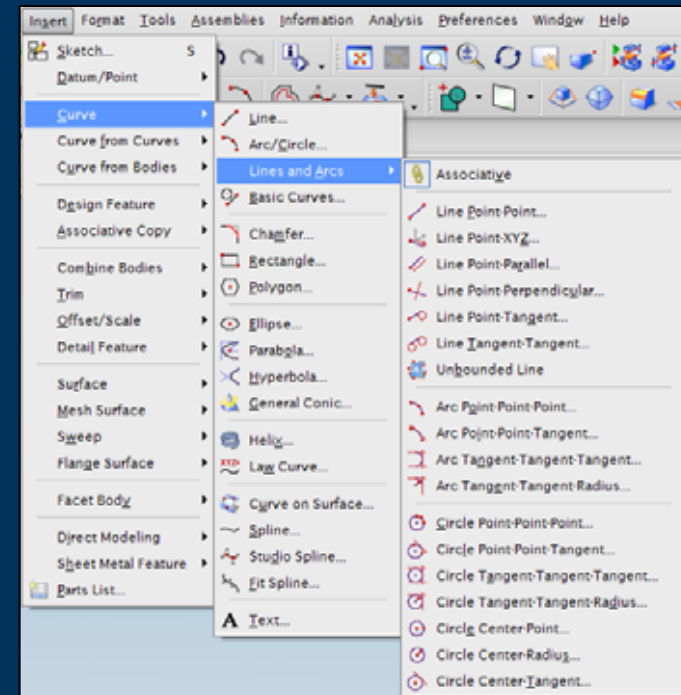 Insert Format Tools Assemblies Information Analysis Preferences Window Help
Sketch... S
Datum/Point
Curve
Curve from Curves
Curve from Bodies
Design Feature
Associative Copy
Combine Bodies
Trim
Offset/Scale
Detail Feature
Surface
Mesh Surface
Sweep
Flange Surface
Facet Body
Direct Modeling
Sheet Metal Feature
Parts List...
Line...
Arc/Circle...
Lines and Arcs
Basic Curves...
Chamfer...
Rectangle...
Polygon...
Ellipse...
Parabola...
Hyperbola...
General Conic...
Helix...
XYZ=
Law Curve...
Curve on Surface...
Spline...
Studio Spline...
Fit Spline...
A Text...
Associative
Line Point-Point...
Line Point-XYZ...
Line Point-Parallel...
Line Point-Perpendicular...
Line Point-Tangent...
Line Tangent-Tangent...
Unbounded Line
Arc Point-Point-Point...
Arc Point-Point-Tangent...
Arc Tangent-Tangent-Tangent...
Arc Tangent-Tangent-Radius...
Circle Point-Point-Point...
Circle Point-Point-Tangent...
Circle Tangent-Tangent-Tangent...
Circle Tangent-Tangent-Radius...
Circle Center-Point...
Circle Center-Radius...
Circle Center-Tangent...